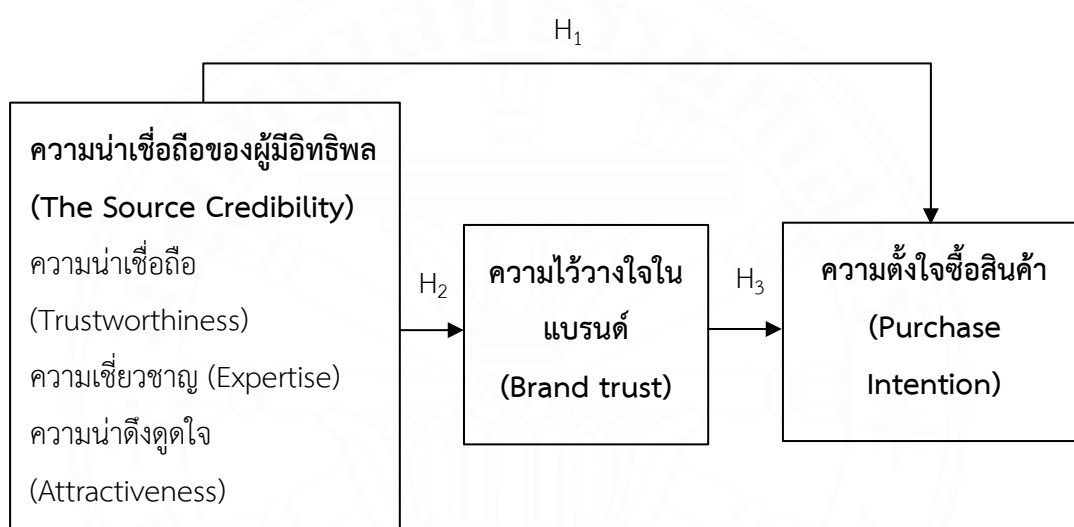 H₁
ความน่าเชื่อถือของผู้มีอิทธิพล
(The Source Credibility)
ความน่าเชื่อถือ
(Trustworthiness)
ความเชี่ยวชาญ (Expertise)
ความน่าดึงดูดใจ
(Attractiveness)
H₂
ความไว้วางใจใน
แบรนด์
(Brand trust)
H₃
ความตั้งใจซื้อสินค้า
(Purchase
Intention)